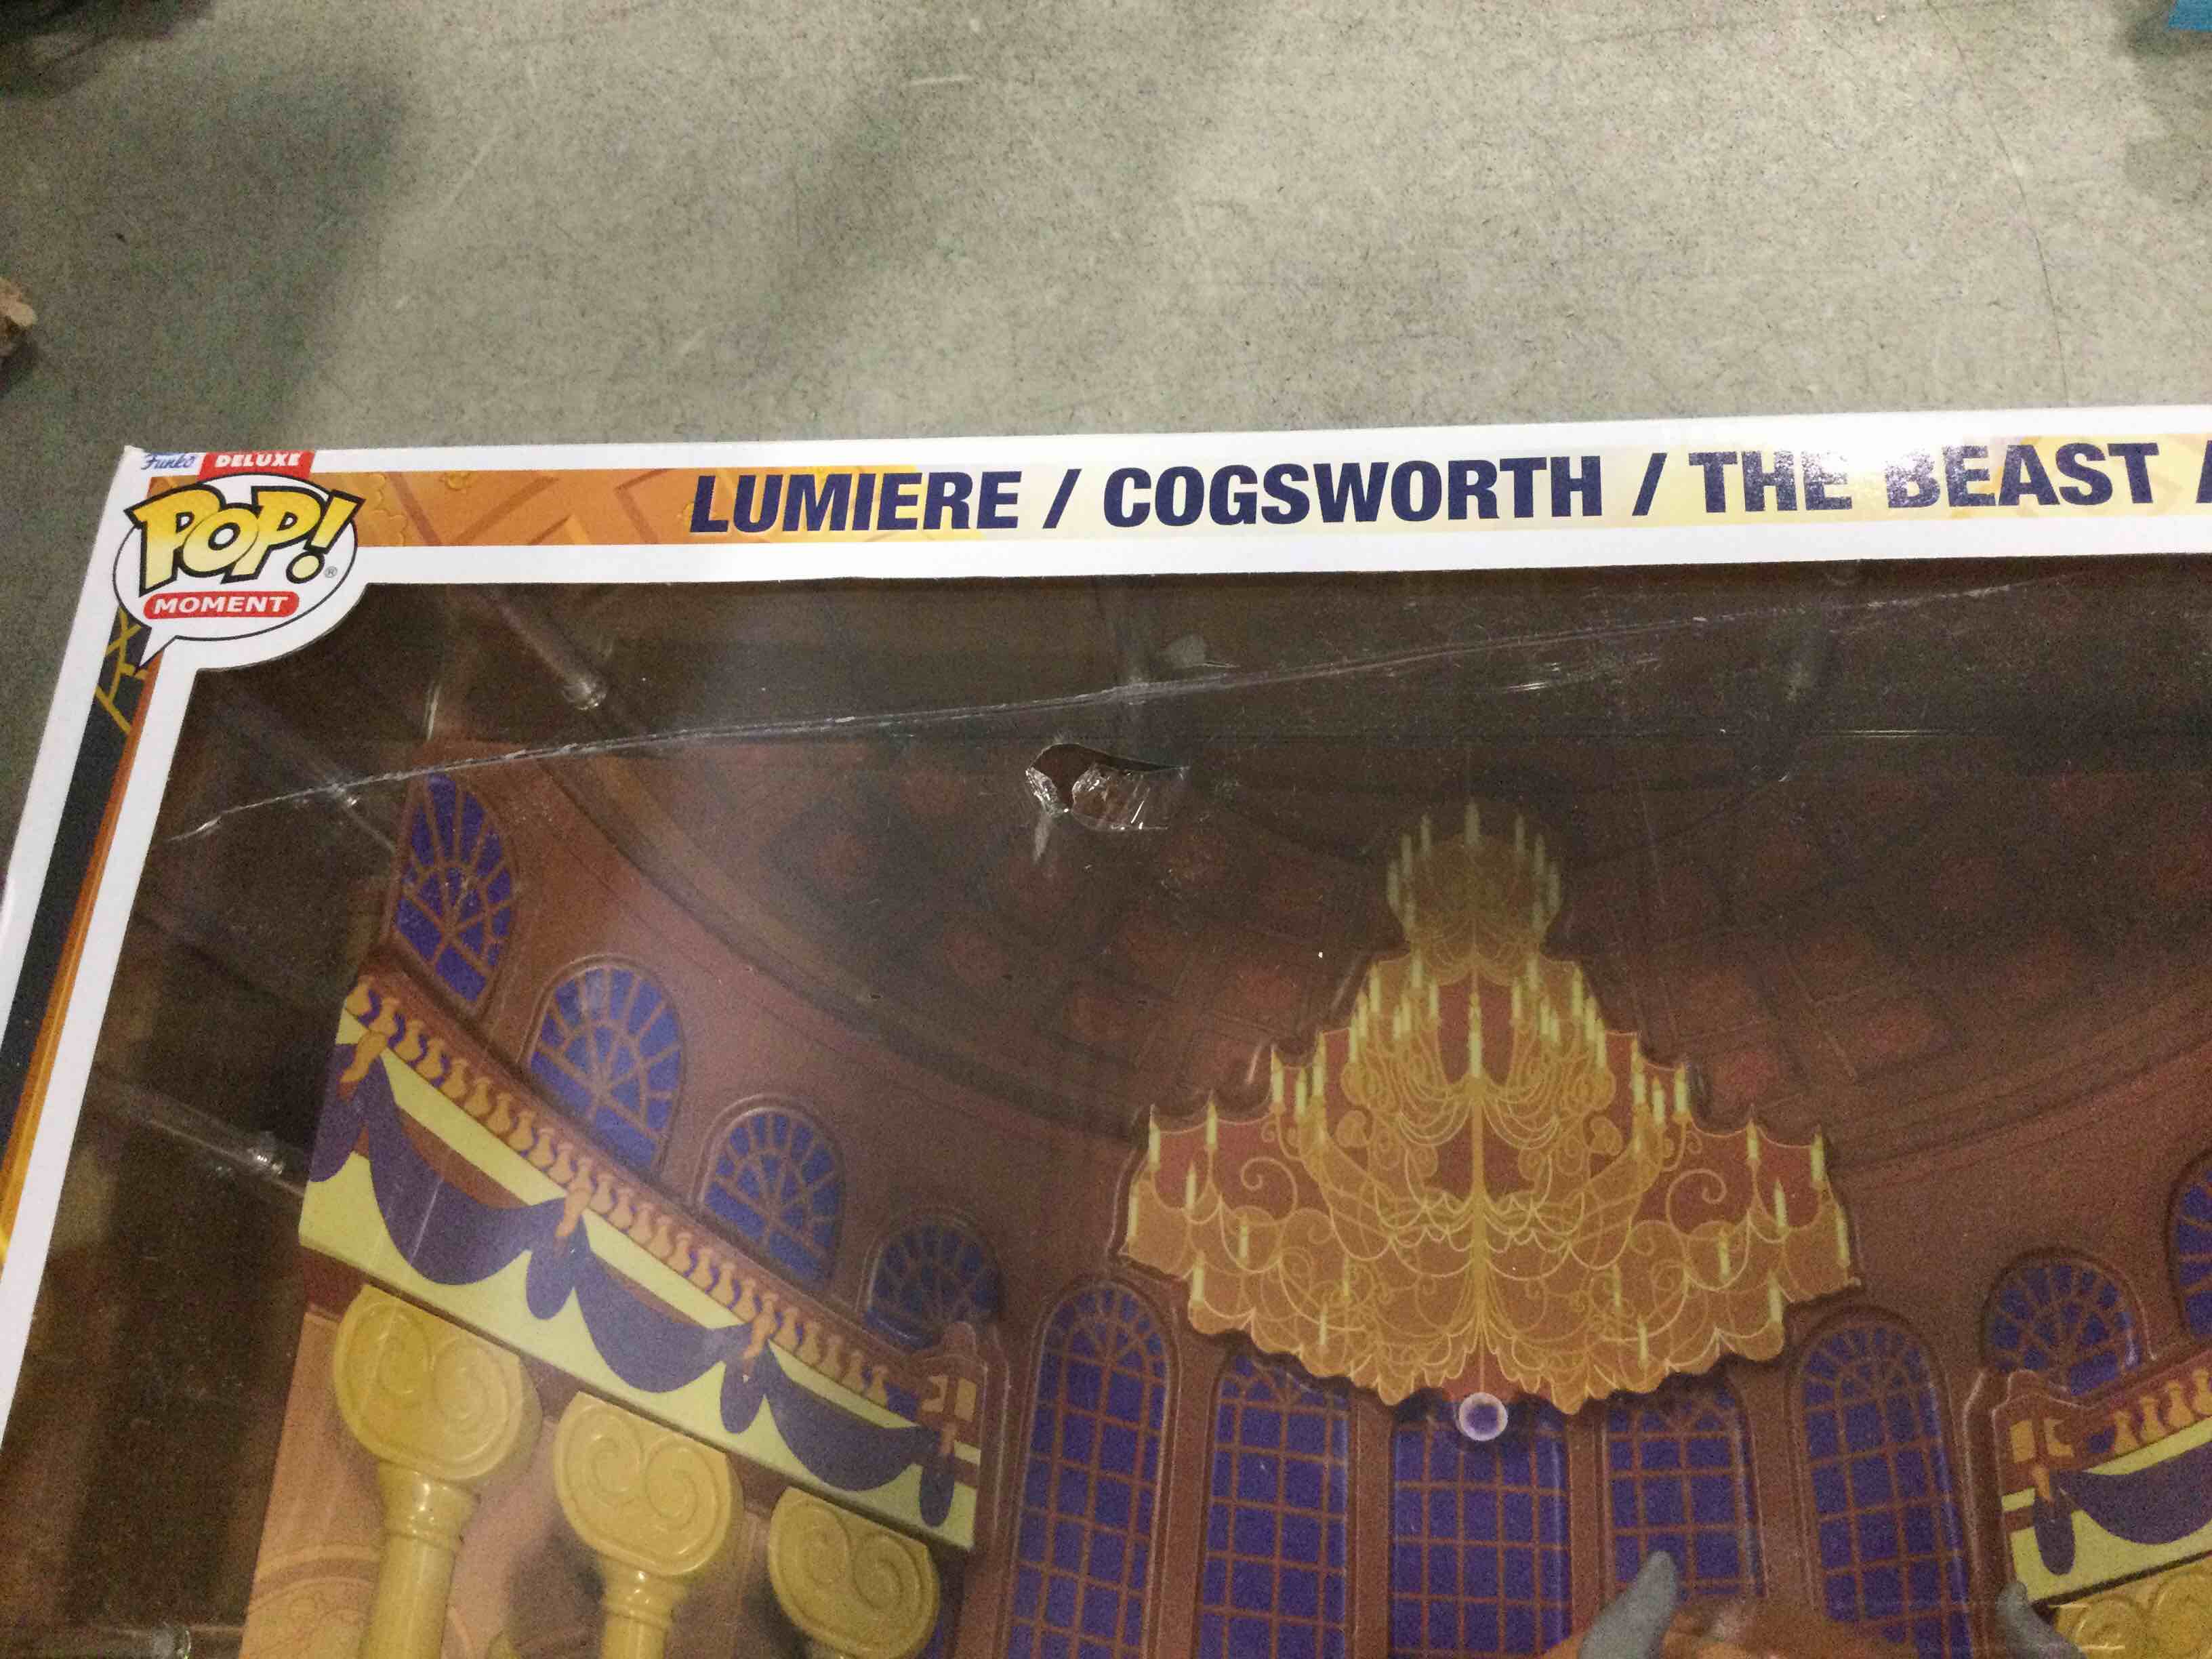 Funko DELUXE
POP!®
MOMENT
LUMIERE / COGSWORTH / THE BEAST /